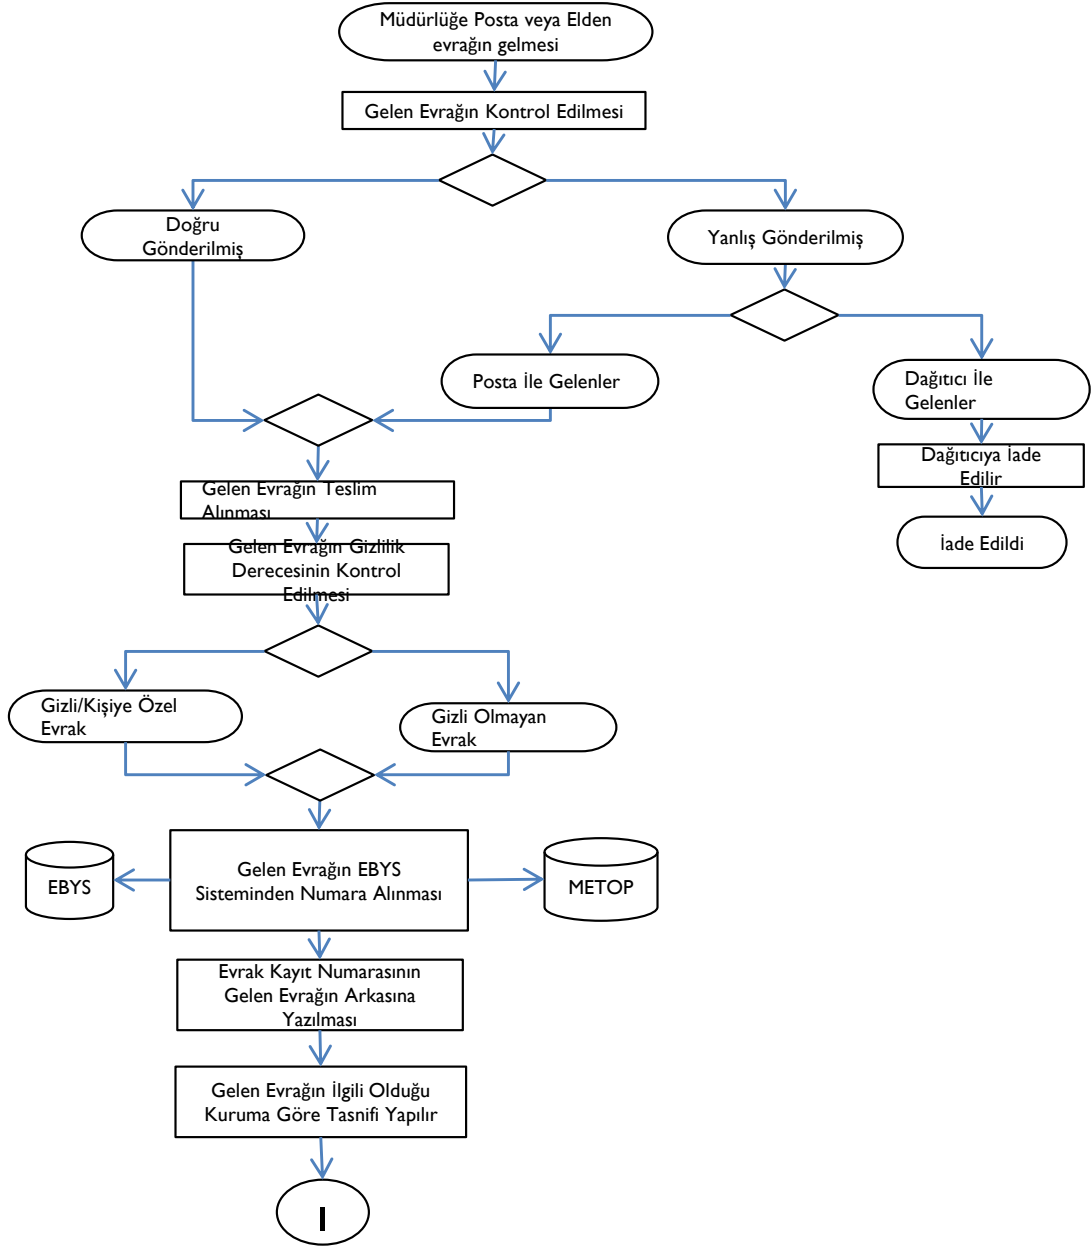 Müdürlüğe Posta veya Elden
evrağın gelmesi
Gelen Evrağın Kontrol Edilmesi
Doğru
Gönderilmiş
Yanlış Gönderilmiş
Posta İle Gelenler
Dağıtıcı İle
Gelenler
Dağıtıcıya İade
Edilir
İade Edildi
Gelen Evrağın Teslim
Alınması
Gelen Evrağın Gizlilik
Derecesinin Kontrol
Edilmesi
Gizli/Kişiye Özel
Evrak
Gizli Olmayan
Evrak
EBYS
Gelen Evrağın EBYS
Sisteminden Numara Alınması
METOP
Evrak Kayıt Numarasının
Gelen Evrağın Arkasına
Yazılması
Gelen Evrağın İlgili Olduğu
Kuruma Göre Tasnifi Yapılır
I